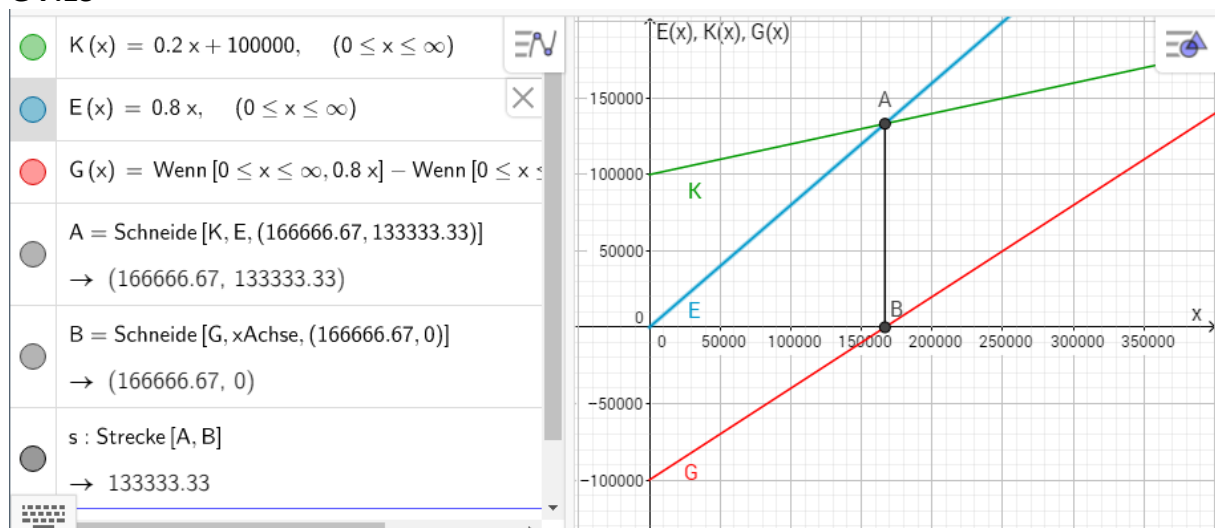 K (x) = 0.2 x + 100000, (0 ≤ x ≤ ∞)
E (x) = 0.8 x, (0 ≤ x ≤ ∞)
G (x) = Wenn [0 ≤ x ≤ ∞, 0.8 x] − Wenn [0 ≤ x
A = Schneide [K, E, (166666.67, 133333.33)]
→ (166666.67, 133333.33)
B = Schneide [G, xAchse, (166666.67, 0)]
→ (166666.67, 0)
s : Strecke [A, B]
→ 133333.33
E(x), K(x), G(x)
150000
A
100000
K
50000
E
B
x
0
0 50000 100000 150000 200000 250000 300000 350000
−50000
−100000
G